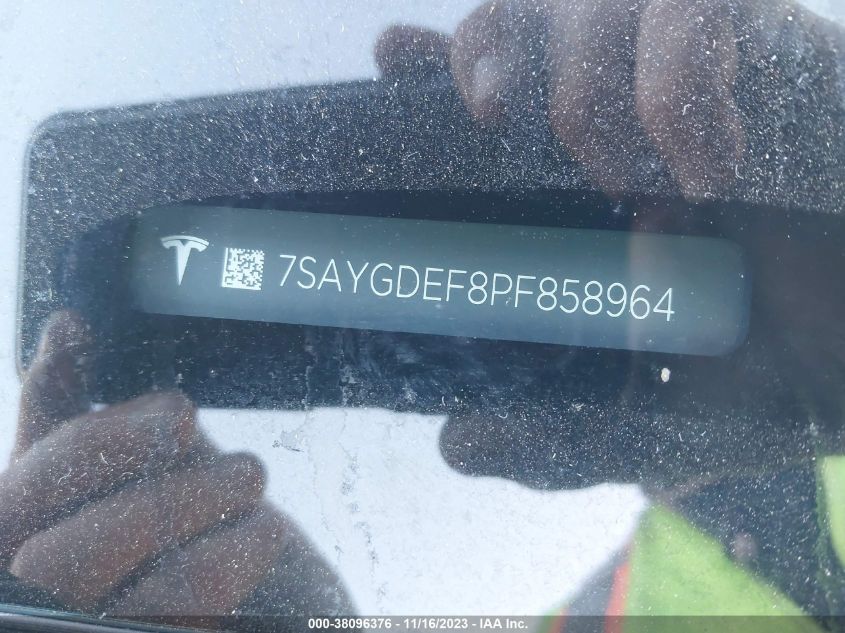 7SAYGDEF8PF858964
000-38096376 | 11/16/2023 - IAA Inc.